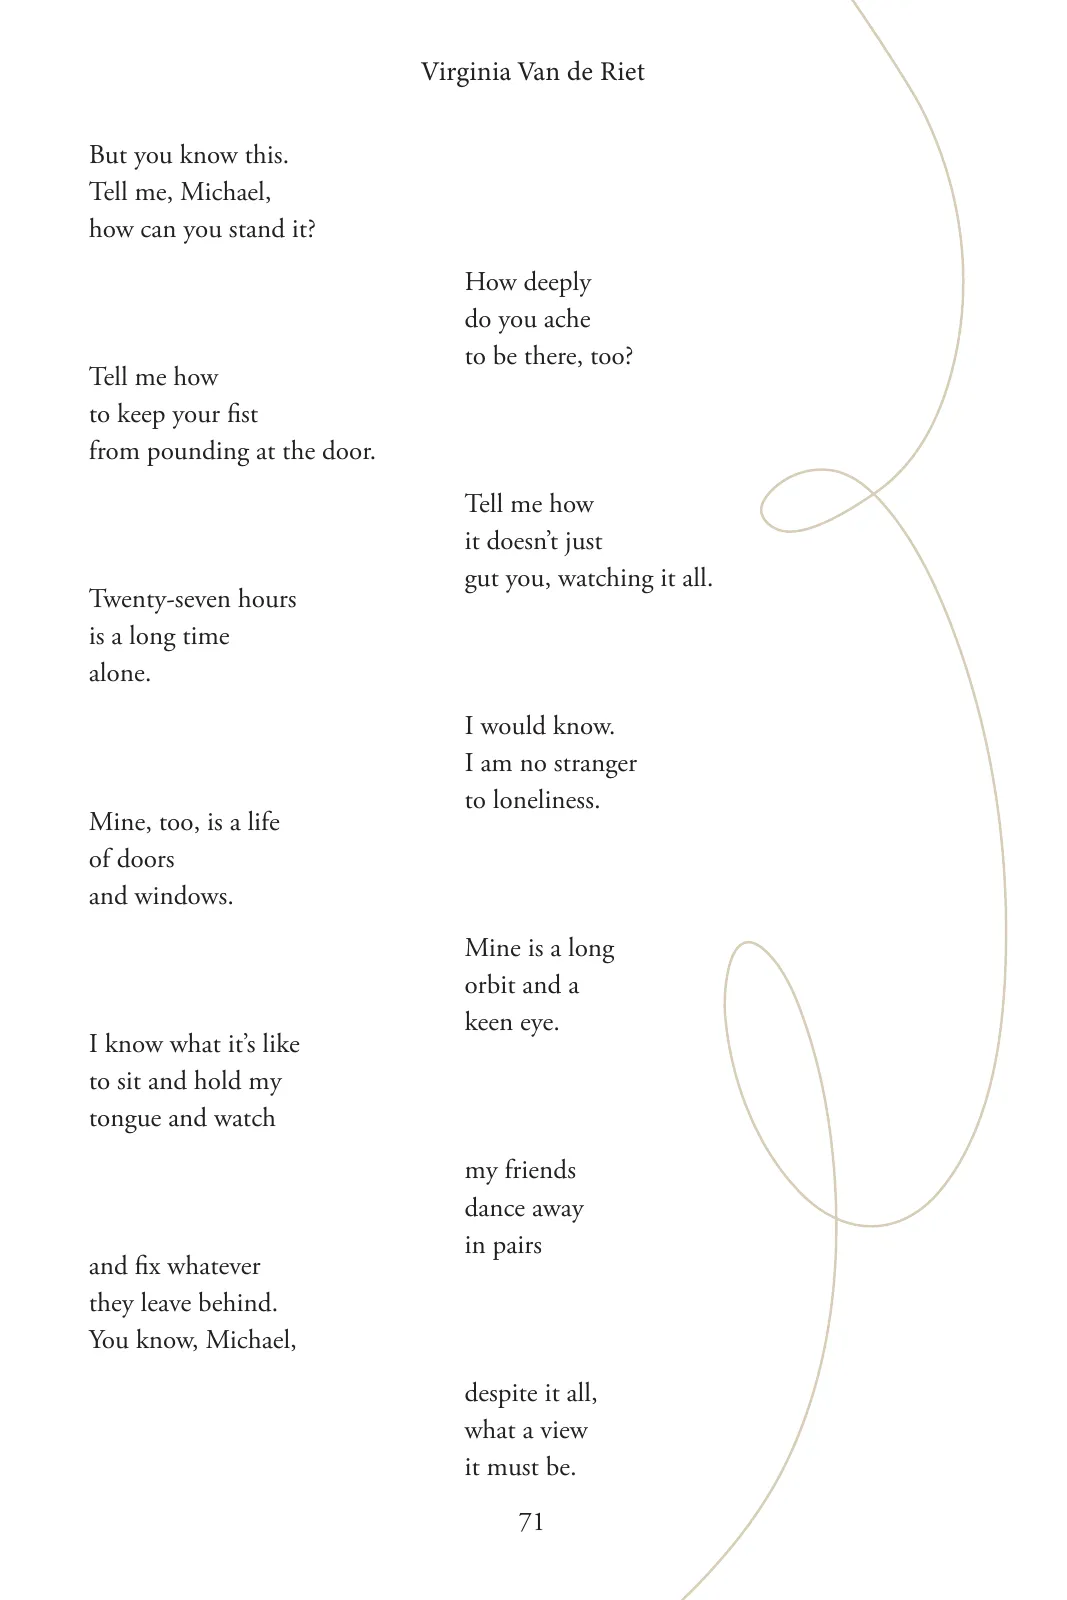 Virginia Van de Riet
But you know this.
Tell me, Michael,
how can you stand it?
How deeply
do you ache
to be there, too?
Tell me how
to keep your fist
from pounding at the door.
Tell me how
it doesn’t just
gut you, watching it all.
Twenty-seven hours
is a long time
alone.
I would know.
I am no stranger
to loneliness.
Mine, too, is a life
of doors
and windows.
Mine is a long
orbit and a
keen eye.
I know what it’s like
to sit and hold my
tongue and watch
my friends
dance away
in pairs
and fix whatever
they leave behind.
You know, Michael,
despite it all,
what a view
it must be.
71